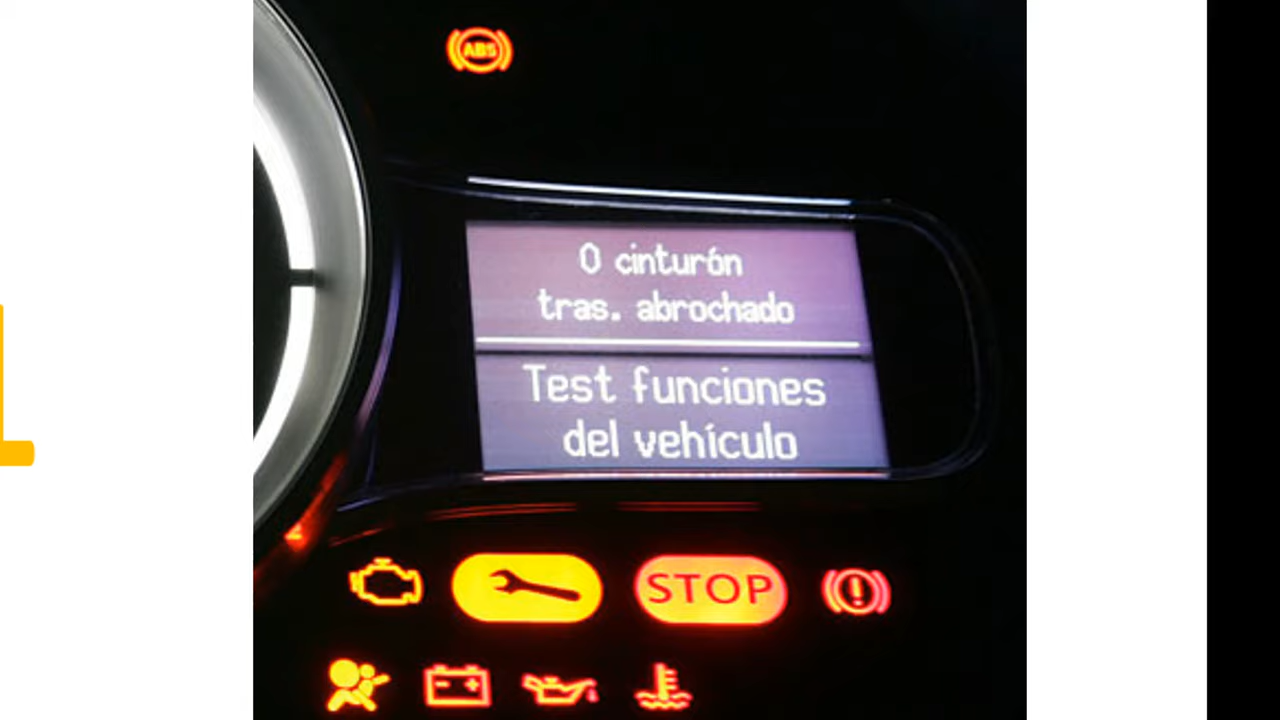 ABS
0 cinturón
tras. abrochado
Test funciones
del vehículo
STOP